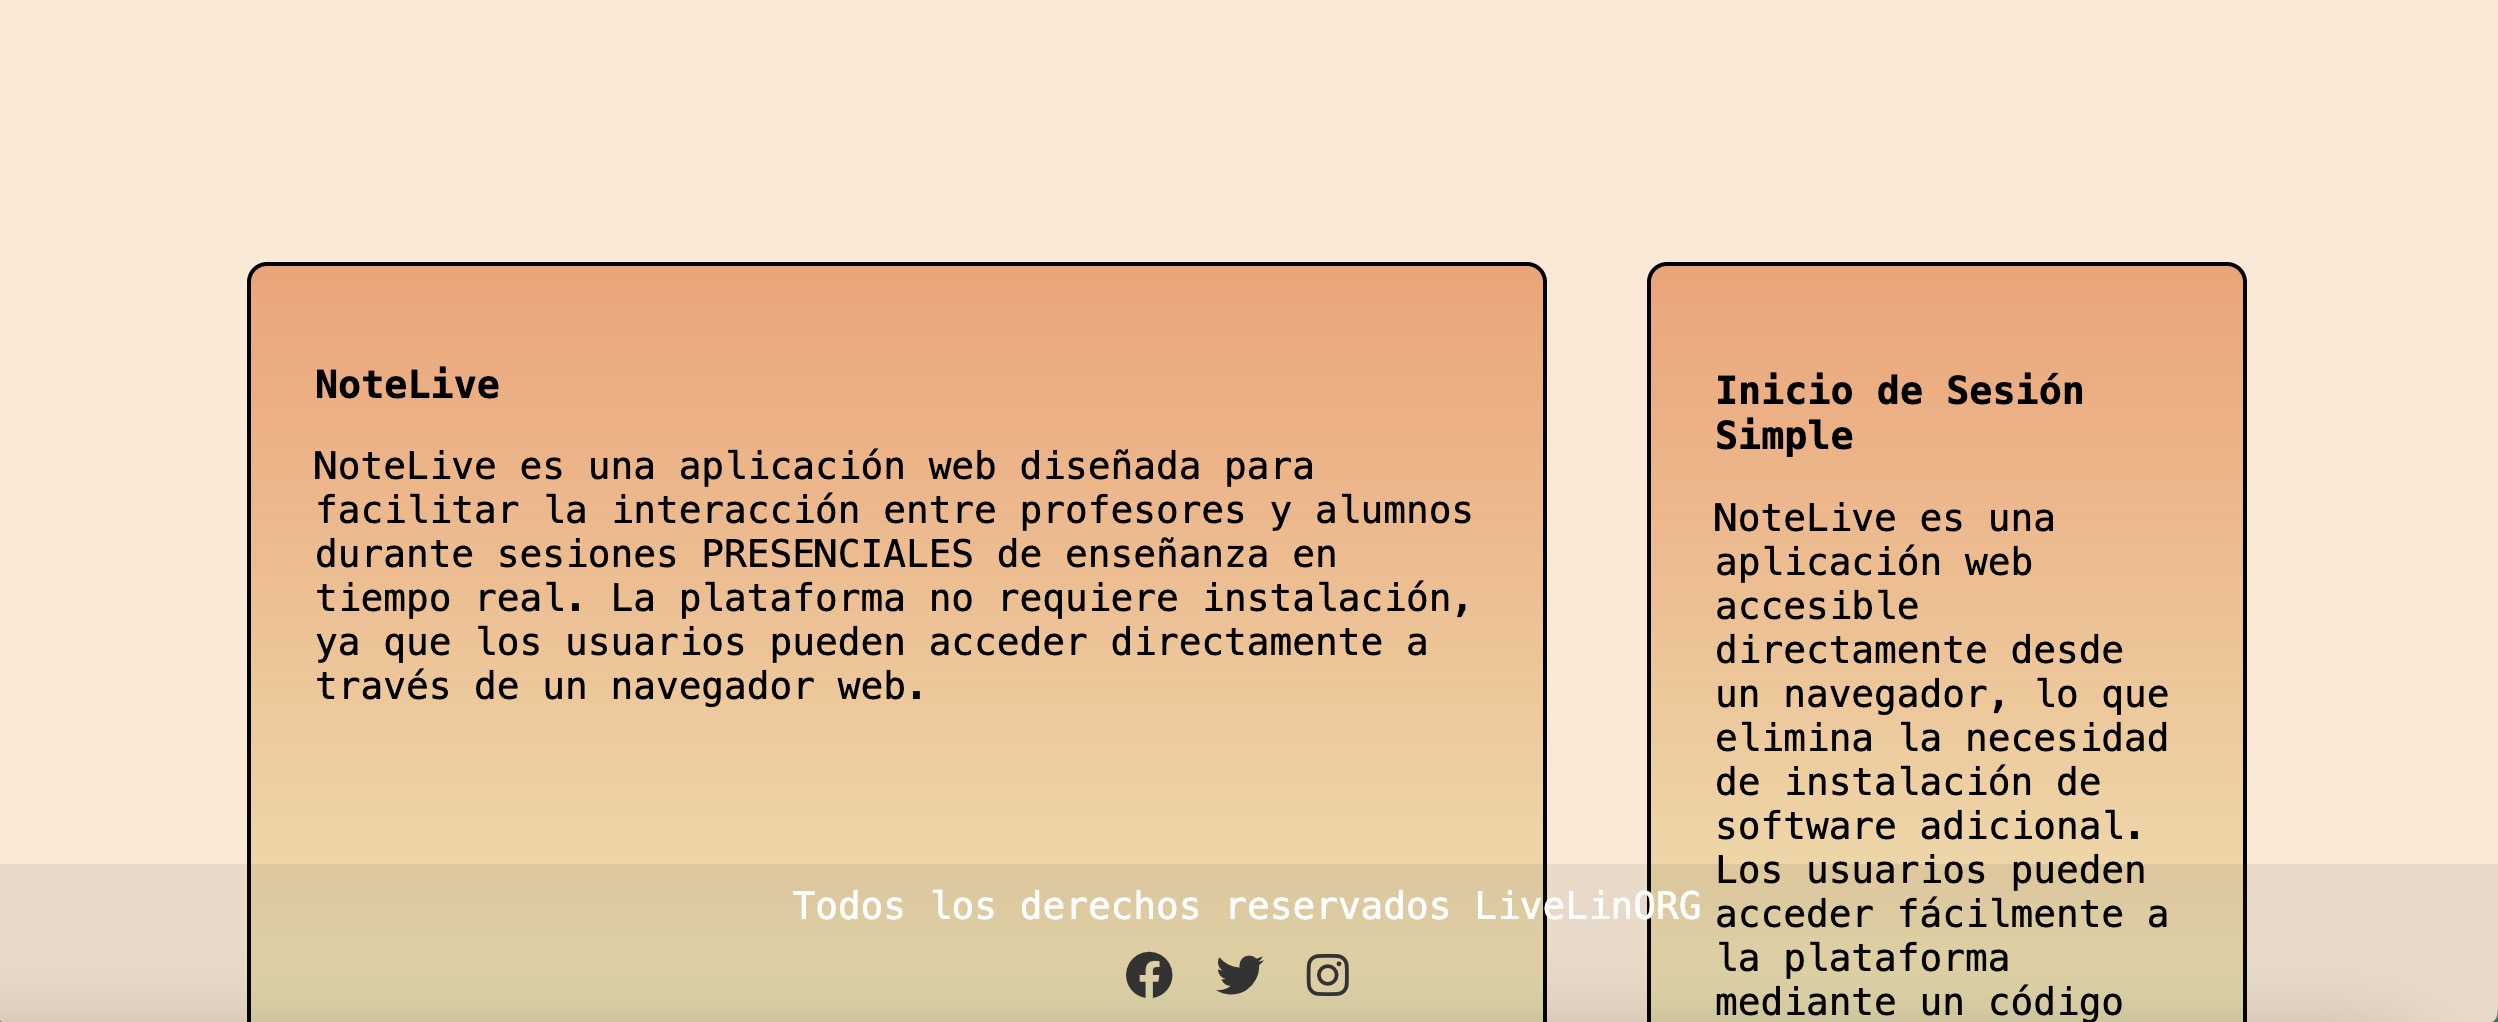 NoteLive
NoteLive es una aplicación web diseñada para
facilitar la interacción entre profesores y alumnos
durante sesiones PRESENCIALES de enseñanza en
tiempo real. La plataforma no requiere instalación,
ya que los usuarios pueden acceder directamente a
través de un navegador web.
Inicio de Sesión
Simple
NoteLive es una
aplicación web
accesible
directamente desde
un navegador, lo que
elimina la necesidad
de instalación de
software adicional.
Los usuarios pueden
acceder fácilmente a
la plataforma
mediante un código
Todos los derechos reservados LiveLinORG